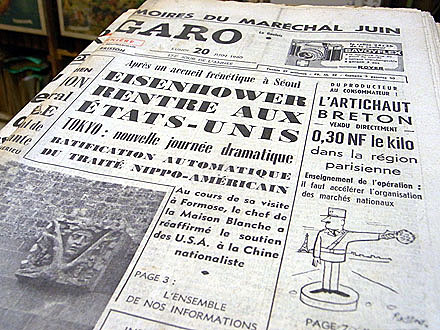 MOIRES DU MARECHAL JUIN
GARO
LUNDI 20 JUIN 1960
FOYER
Après un accueil frénétique à Séoul
EISENHOWER
RENTRE AUX
ÉTATS-UNIS
TOKYO : nouvelle journée dramatique
RATIFICATION AUTOMATIQUE
DU TRAITÉ NIPPO-AMÉRICAIN
Au cours de sa visite
à Formose, le chef de
la Maison Blanche a
réaffirmé le soutien
des U.S.A. à la Chine
nationaliste
PAGE 3 :
L'ENSEMBLE
DE NOS INFORMATIONS
DU PRODUCTEUR
AU CONSOMMATEUR !
L'ARTICHAUT
BRETON
VENDU DIRECTEMENT
0,30 NF le kilo
dans la région
parisienne
Enseignement de l'opération :
il faut accélérer l'organisation
des marchés nationaux
PAGE